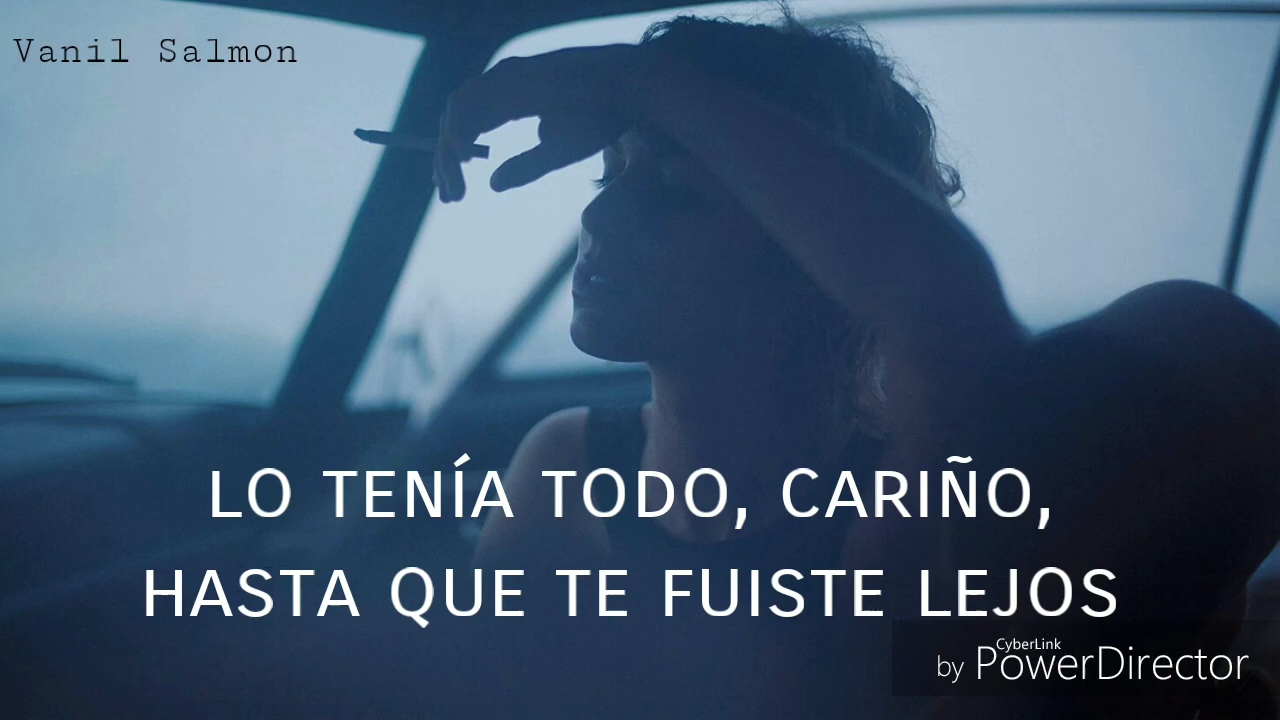 Vanil Salmon
LO TENÍA TODO, CARIÑO,
HASTA QUE TE FUISTE LEJOS
CyberLink
by PowerDirector